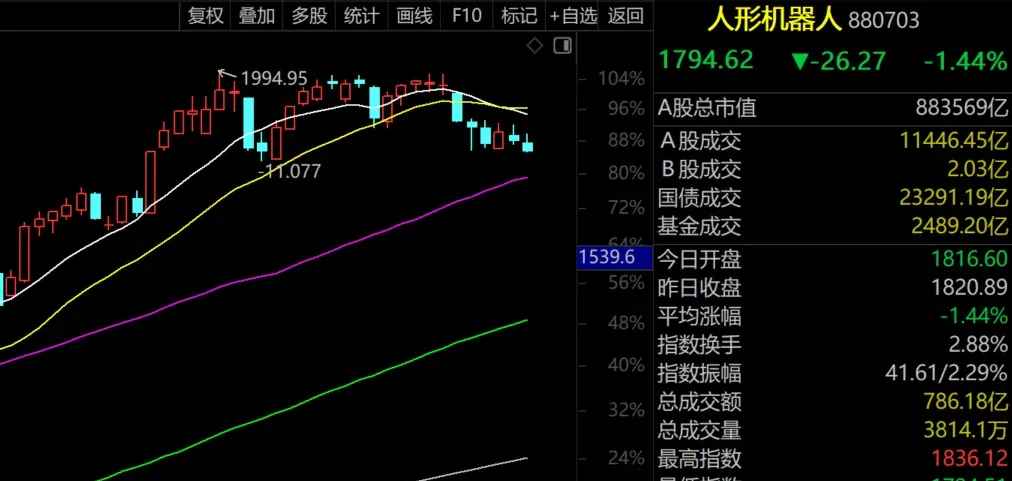 复权 叠加 多股 统计 画线 F10 标记 +自选 返回
人形机器人 880703
1794.62 ▼-26.27 -1.44%
A股总市值 883569亿
A股成交 11446.45亿
B股成交 2.03亿
国债成交 23291.19亿
基金成交 2489.20亿
今日开盘 1816.60
昨日收盘 1820.89
平均涨幅 -1.44%
指数换手 2.88%
指数振幅 41.61/2.29%
总成交额 786.18亿
总成交量 3814.1万
最高指数 1836.12
1994.95
-11.077
104%
96%
88%
80%
72%
64%
1539.6
56%
48%
40%
32%
24%